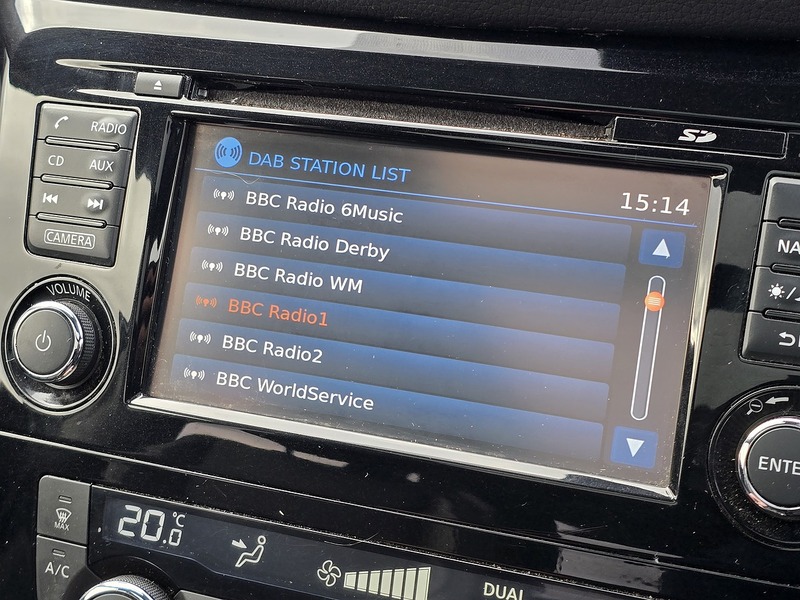 RADIO
CD AUX
CAMERA
VOLUME
SD
DAB STATION LIST
15:14
BBC Radio 6Music
BBC Radio Derby
BBC Radio WM
BBC Radio1
BBC Radio2
BBC WorldService
ENTE
MAX
A/C
20.0 °C
DUAL